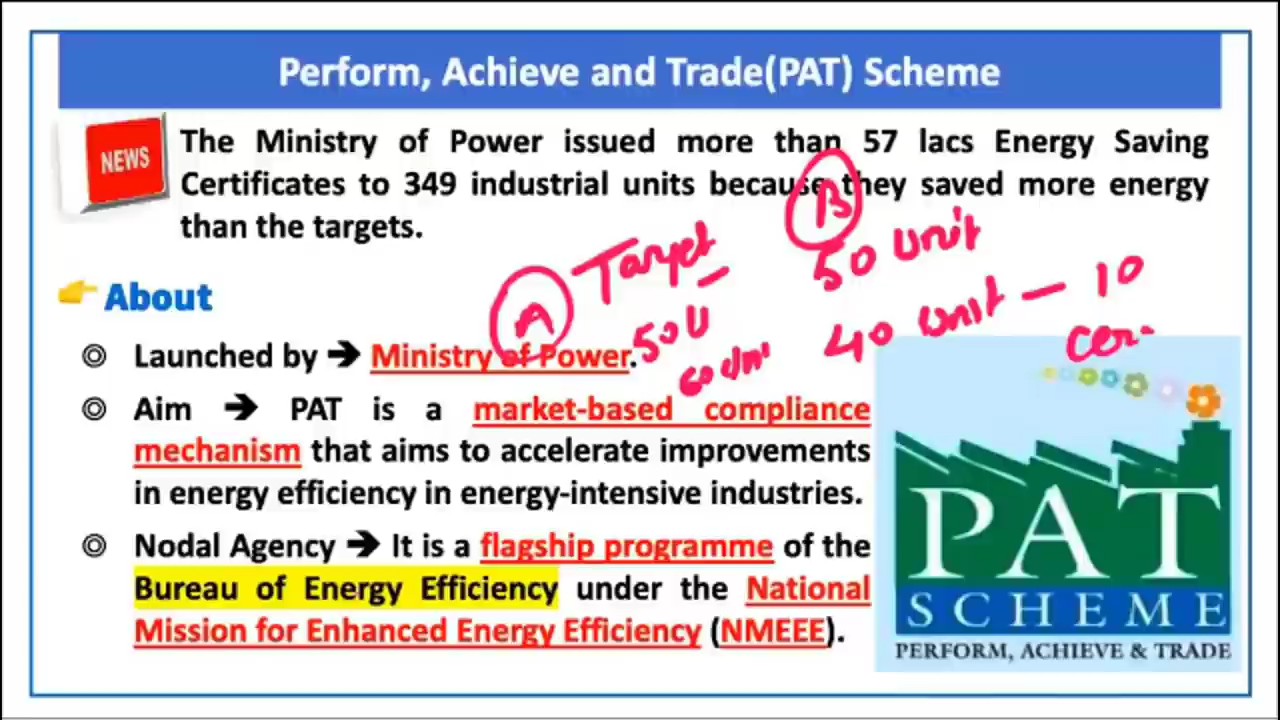 Perform, Achieve and Trade(PAT) Scheme
NEWS
The Ministry of Power issued more than 57 lacs Energy Saving
Certificates to 349 industrial units because they saved more energy
than the targets.
B
50 unit
Target
A
50U
60 unit
40 unit – 10
cer.
👉 About
◎ Launched by ➔ Ministry of Power.
◎ Aim ➔ PAT is a market-based compliance
mechanism that aims to accelerate improvements
in energy efficiency in energy-intensive industries.
◎ Nodal Agency ➔ It is a flagship programme of the
Bureau of Energy Efficiency under the National
Mission for Enhanced Energy Efficiency (NMEEE).
PAT
SCHEME
PERFORM, ACHIEVE & TRADE